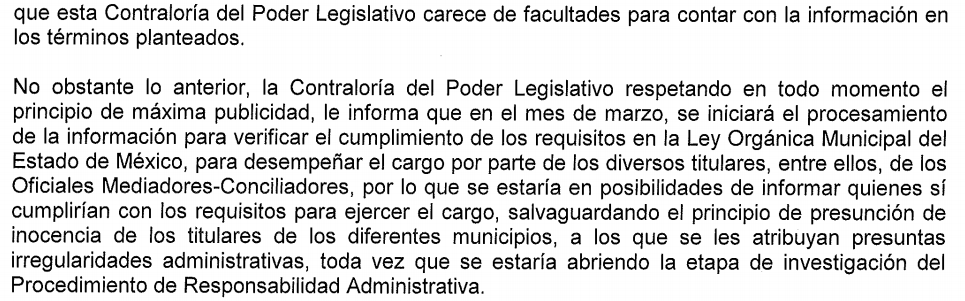 que esta Contraloría del Poder Legislativo carece de facultades para contar con la información en
los términos planteados.
No obstante lo anterior, la Contraloría del Poder Legislativo respetando en todo momento el
principio de máxima publicidad, le informa que en el mes de marzo, se iniciará el procesamiento
de la información para verificar el cumplimiento de los requisitos en la Ley Orgánica Municipal del
Estado de México, para desempeñar el cargo por parte de los diversos titulares, entre ellos, de los
Oficiales Mediadores-Conciliadores, por lo que se estaría en posibilidades de informar quienes sí
cumplirían con los requisitos para ejercer el cargo, salvaguardando el principio de presunción de
inocencia de los titulares de los diferentes municipios, a los que se les atribuyan presuntas
irregularidades administrativas, toda vez que se estaría abriendo la etapa de investigación del
Procedimiento de Responsabilidad Administrativa.